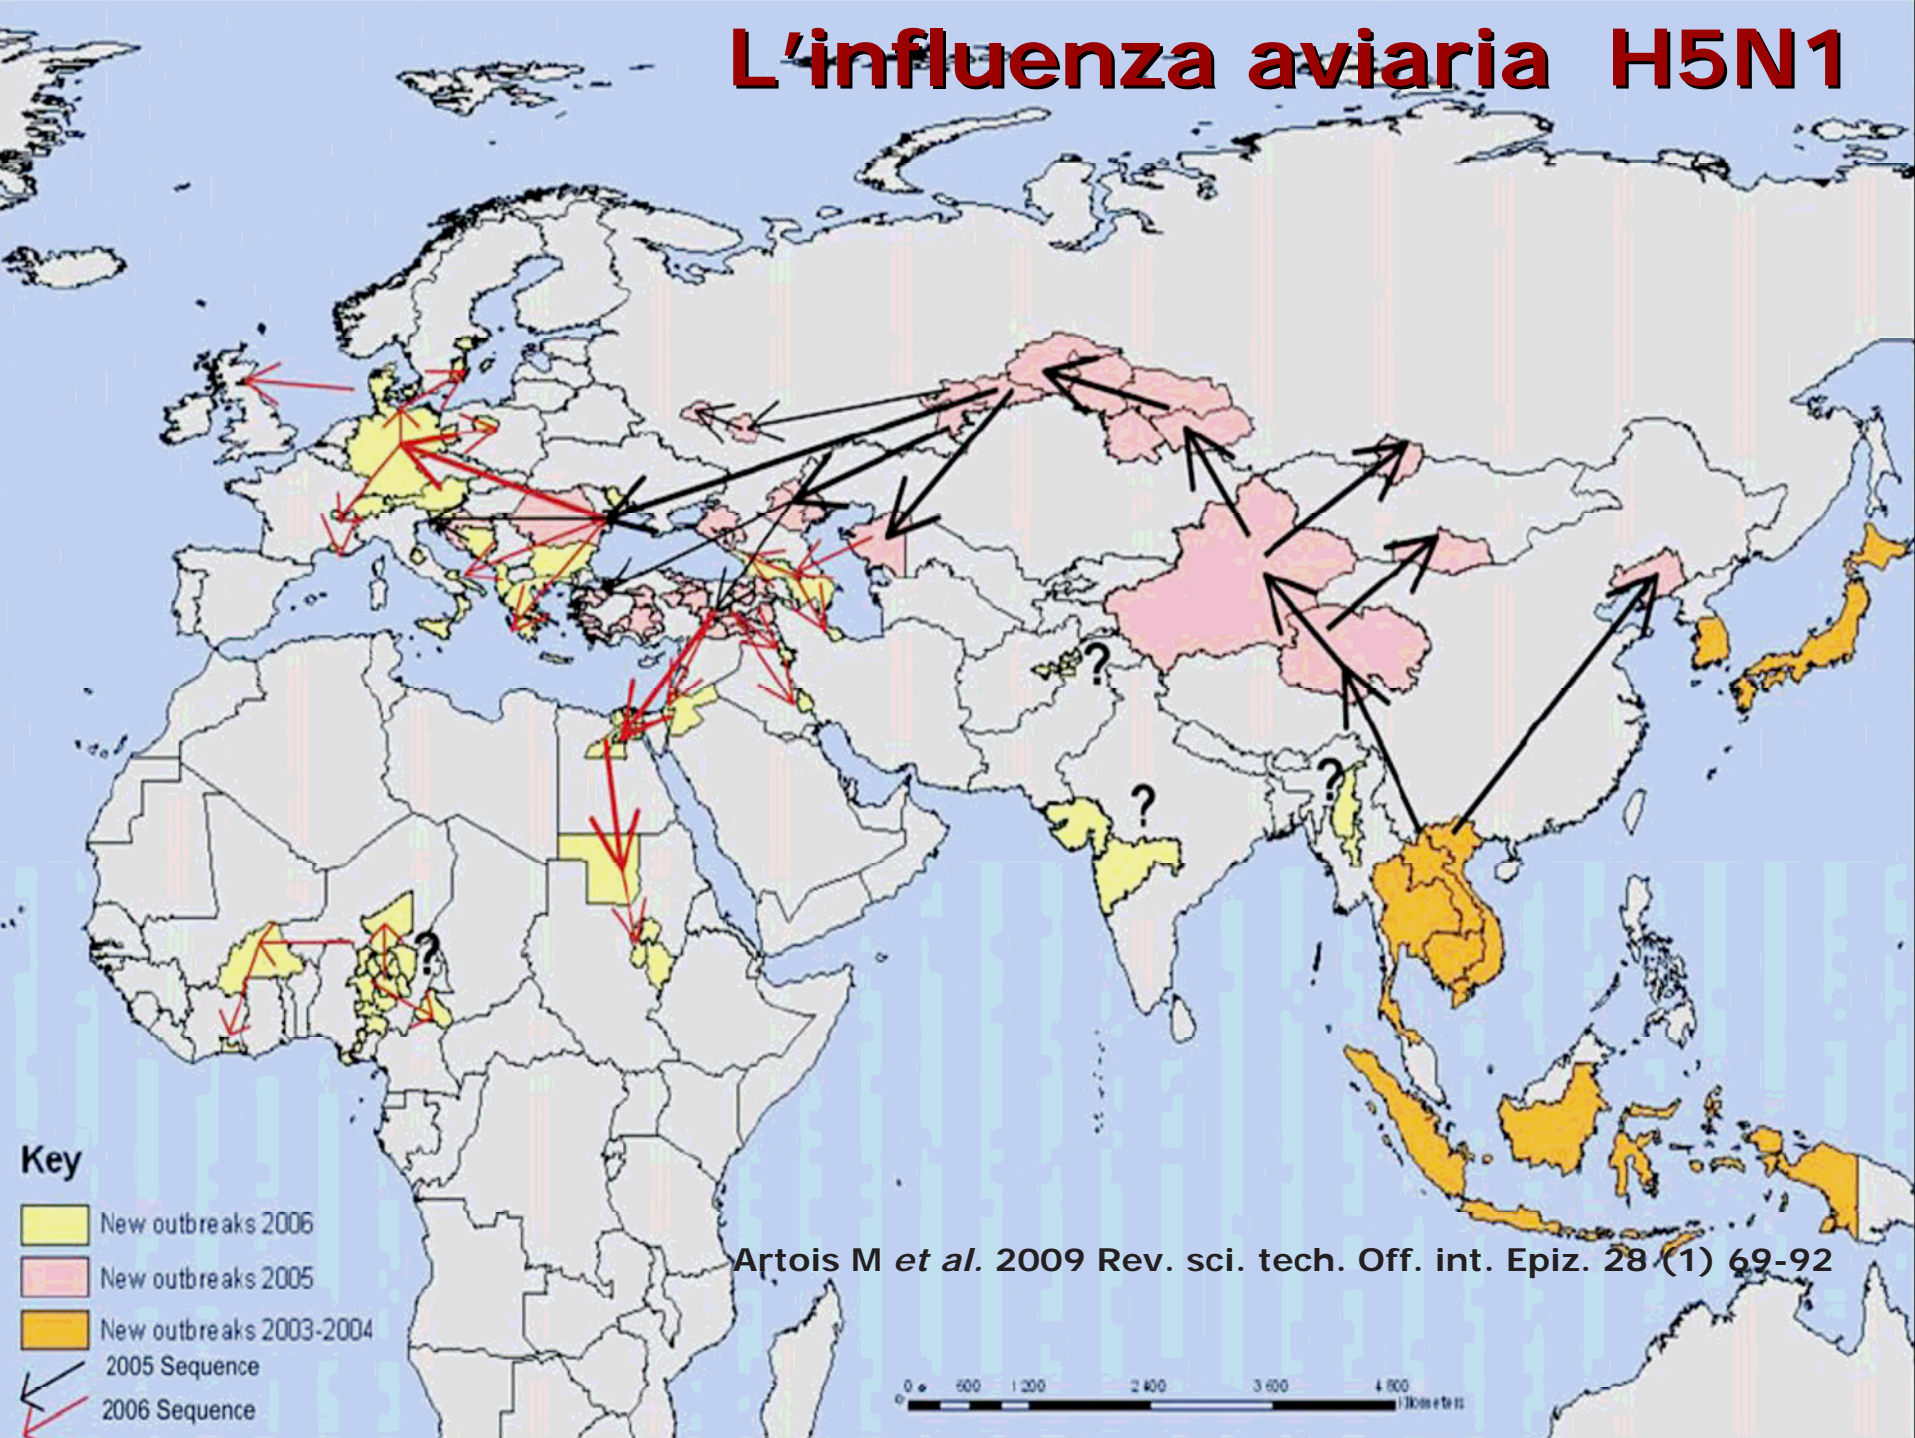 L’influenza aviaria H5N1
?
?
?
?
Artois M et al. 2009 Rev. sci. tech. Off. int. Epiz. 28 (1) 69-92
Key
New outbreaks 2006
New outbreaks 2005
New outbreaks 2003-2004
2005 Sequence
2006 Sequence
0 600 1 200 2 400 3 600 4 800
Kilometers